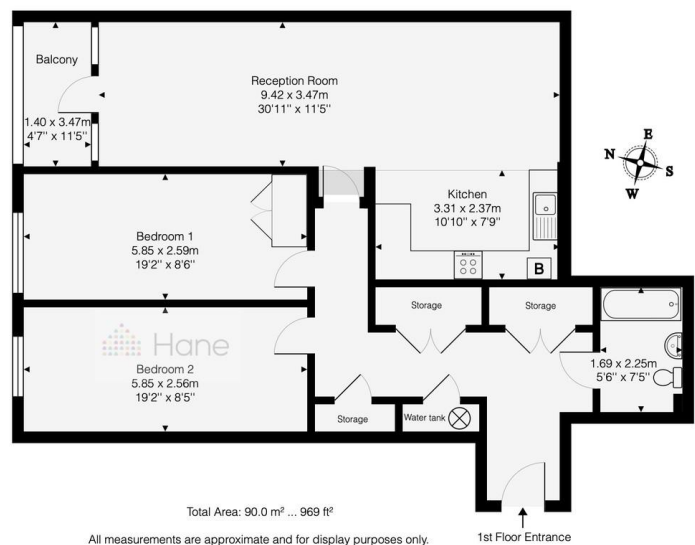 Balcony
1.40 x 3.47m
4'7" x 11'5"
Reception Room
9.42 x 3.47m
30'11" x 11'5"
E
N
S
W
Kitchen
3.31 x 2.37m
10'10" x 7'9"
B
Bedroom 1
5.85 x 2.59m
19'2" x 8'6"
Storage
Storage
Hane
Bedroom 2
5.85 x 2.56m
19'2" x 8'5"
1.69 x 2.25m
5'6" x 7'5"
Storage
Water tank
Total Area: 90.0 m² ... 969 ft²
All measurements are approximate and for display purposes only.
1st Floor Entrance